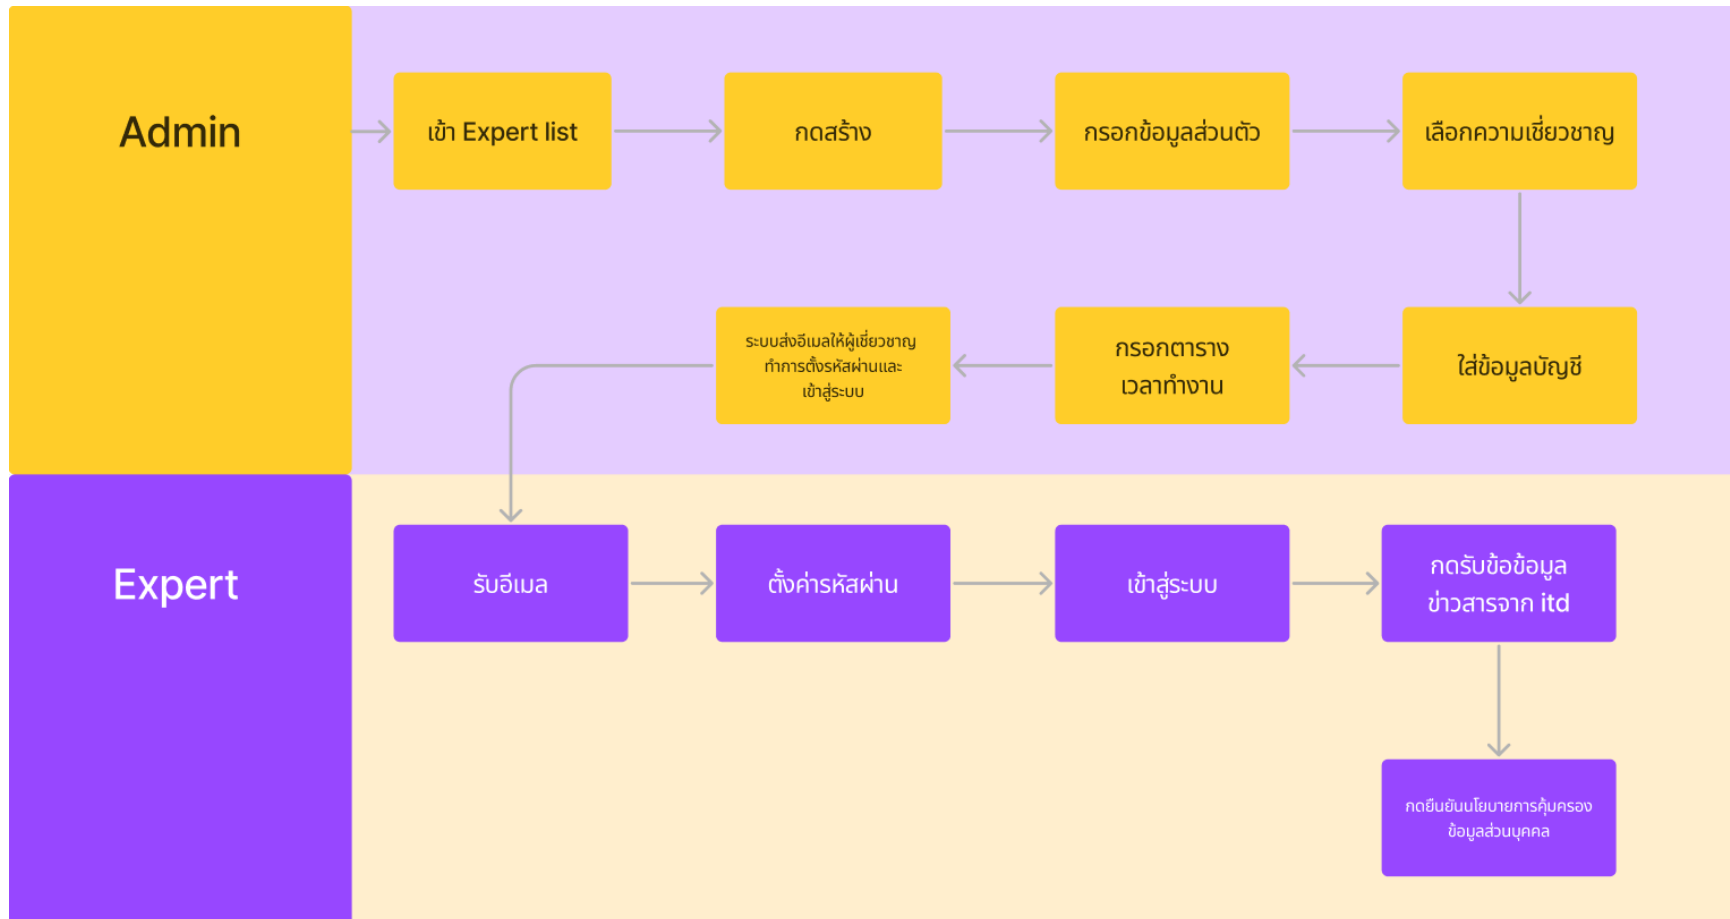 Admin
เข้า Expert list
กดสร้าง
กรอกข้อมูลส่วนตัว
เลือกความเชี่ยวชาญ
ใส่ข้อมูลบัญชี
กรอกตาราง
เวลาทำงาน
ระบบส่งอีเมลให้ผู้เชี่ยวชาญ
ทำการตั้งรหัสผ่านและ
เข้าสู่ระบบ
Expert
รับอีเมล
ตั้งค่ารหัสผ่าน
เข้าสู่ระบบ
กดรับข้อข้อมูล
ข่าวสารจาก itd
กดยืนยันนโยบายการคุ้มครอง
ข้อมูลส่วนบุคคล